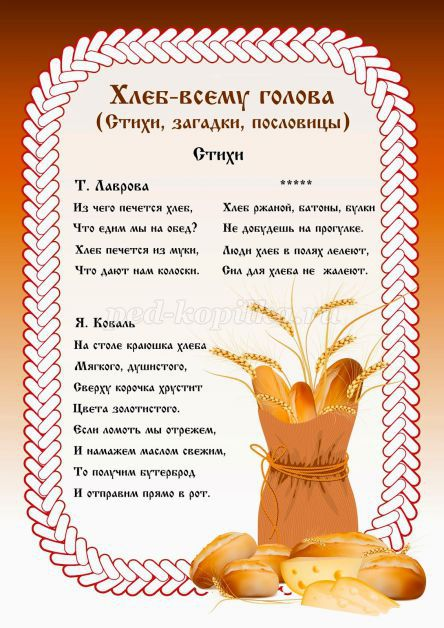 Хлеб-всему голова
(Стихи, загадки, пословицы)
Стихи
Т. Лаврова
Из чего печется хлеб,
Что едим мы на обед?
Хлеб печется из муки,
Что дают нам колоски.
*****
Хлеб ржаной, батоны, булки
Не добудешь на прогулке.
Люди хлеб в полях лелеют,
Сил для хлеба не жалеют.
ped-kopilka.ru
Я. Коваль
На столе краюшка хлеба
Мягкого, душистого,
Сверху корочка хрустит
Цвета золотистого.
Если ломоть мы отрежем,
И намажем маслом свежим,
То получим бутерброд
И отправим прямо в рот.